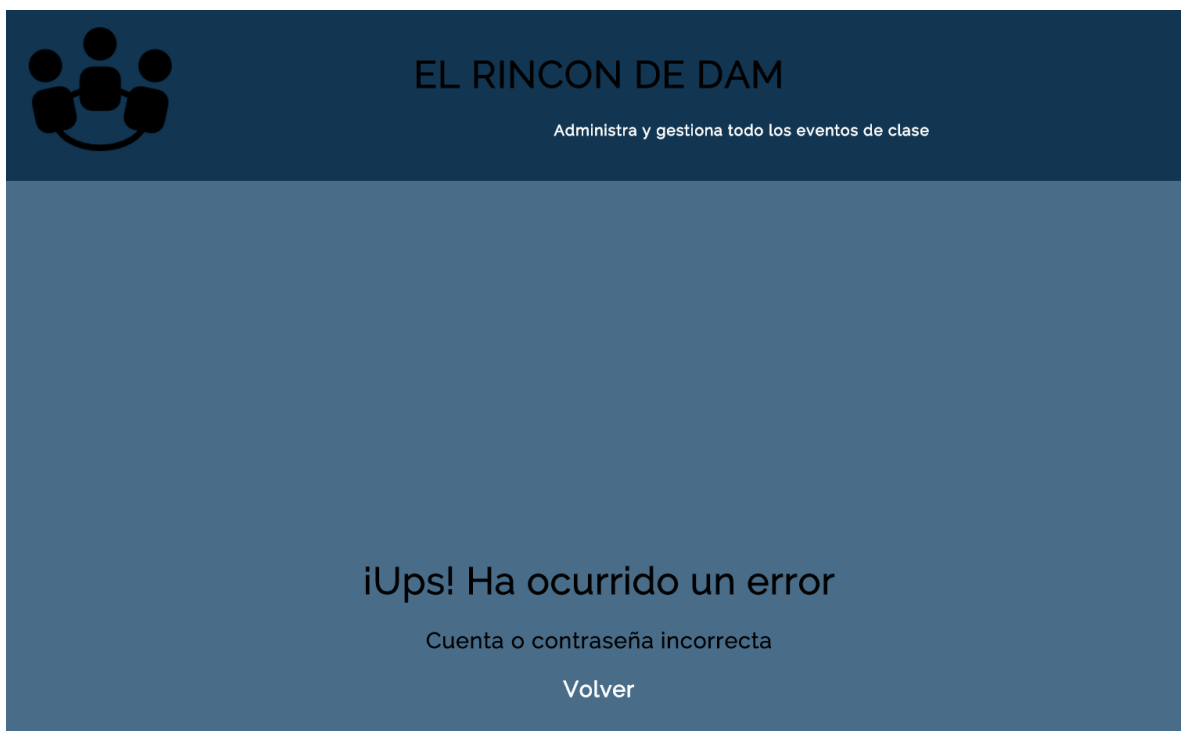 EL RINCON DE DAM
Administra y gestiona todo los eventos de clase
¡Ups! Ha ocurrido un error
Cuenta o contraseña incorrecta
Volver